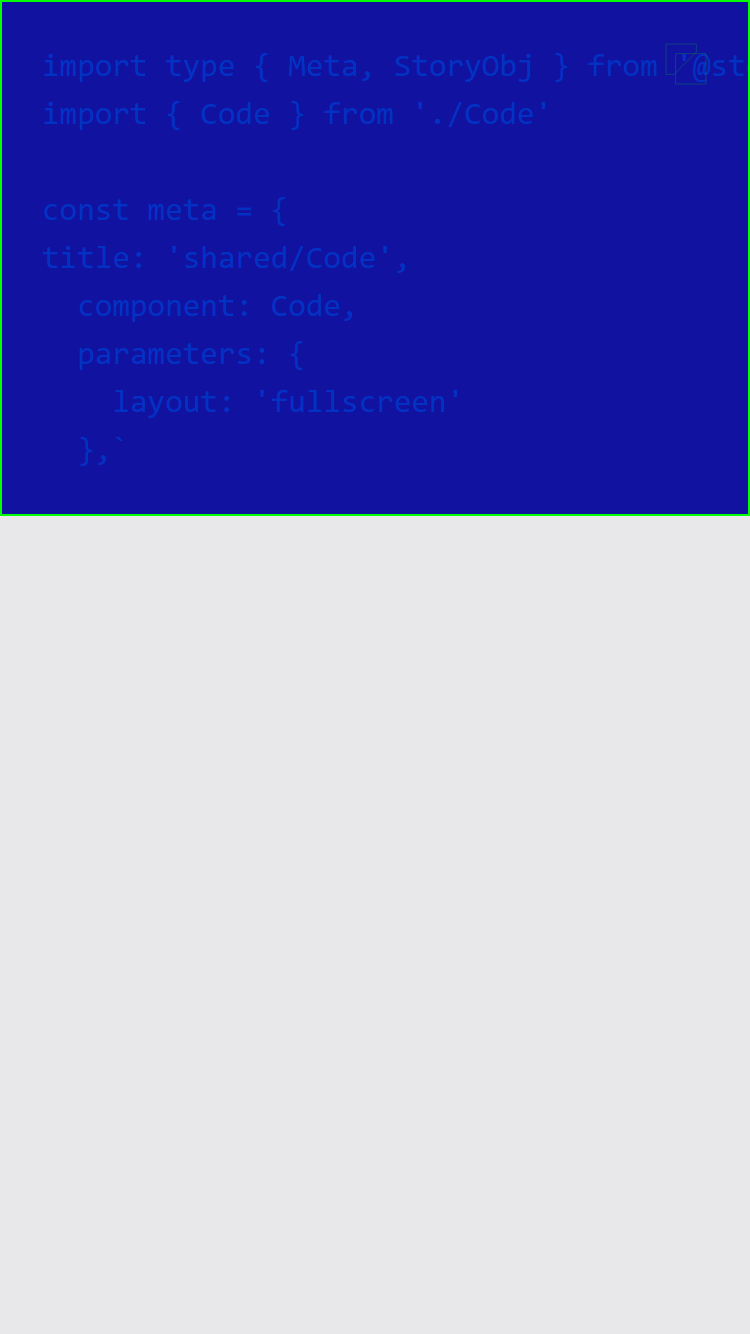 import type { Meta, StoryObj } from '@st
import { Code } from './Code'
const meta = {
title: 'shared/Code',
component: Code,
parameters: {
layout: 'fullscreen'
},`